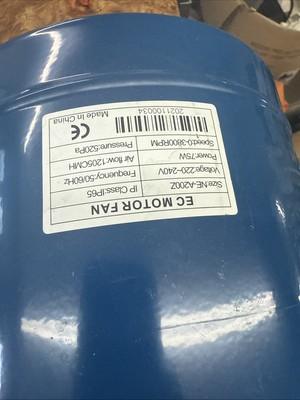 EC MOTOR FAN
Size:NE-A200Z IP Class:IP65
Voltage:220-240V Frequency:50/60Hz
Power:75W Air flow:1205CMH
Speed:0-3800RPM Pressure:520Pa
CE
2021100034 Made in China